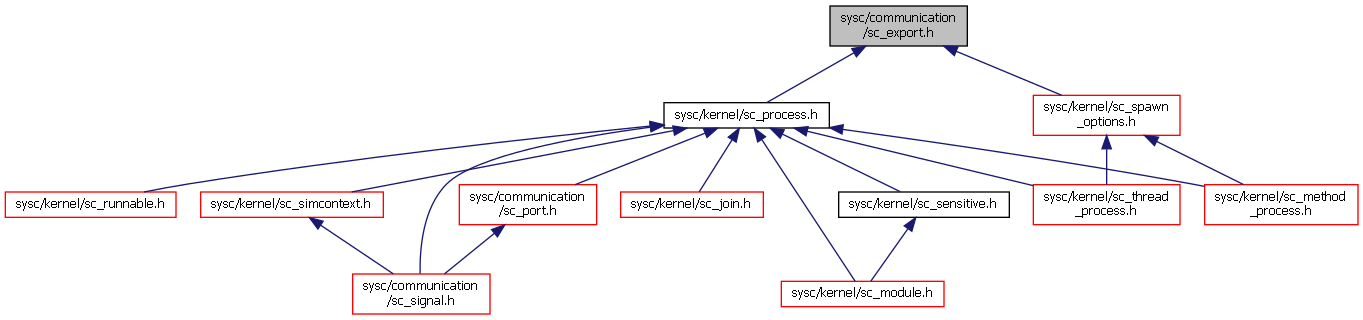 sysc/communication
/sc_export.h
sysc/kernel/sc_process.h
sysc/kernel/sc_spawn
_options.h
sysc/kernel/sc_runnable.h
sysc/kernel/sc_simcontext.h
sysc/communication
/sc_port.h
sysc/kernel/sc_join.h
sysc/kernel/sc_sensitive.h
sysc/kernel/sc_thread
_process.h
sysc/kernel/sc_method
_process.h
sysc/communication
/sc_signal.h
sysc/kernel/sc_module.h